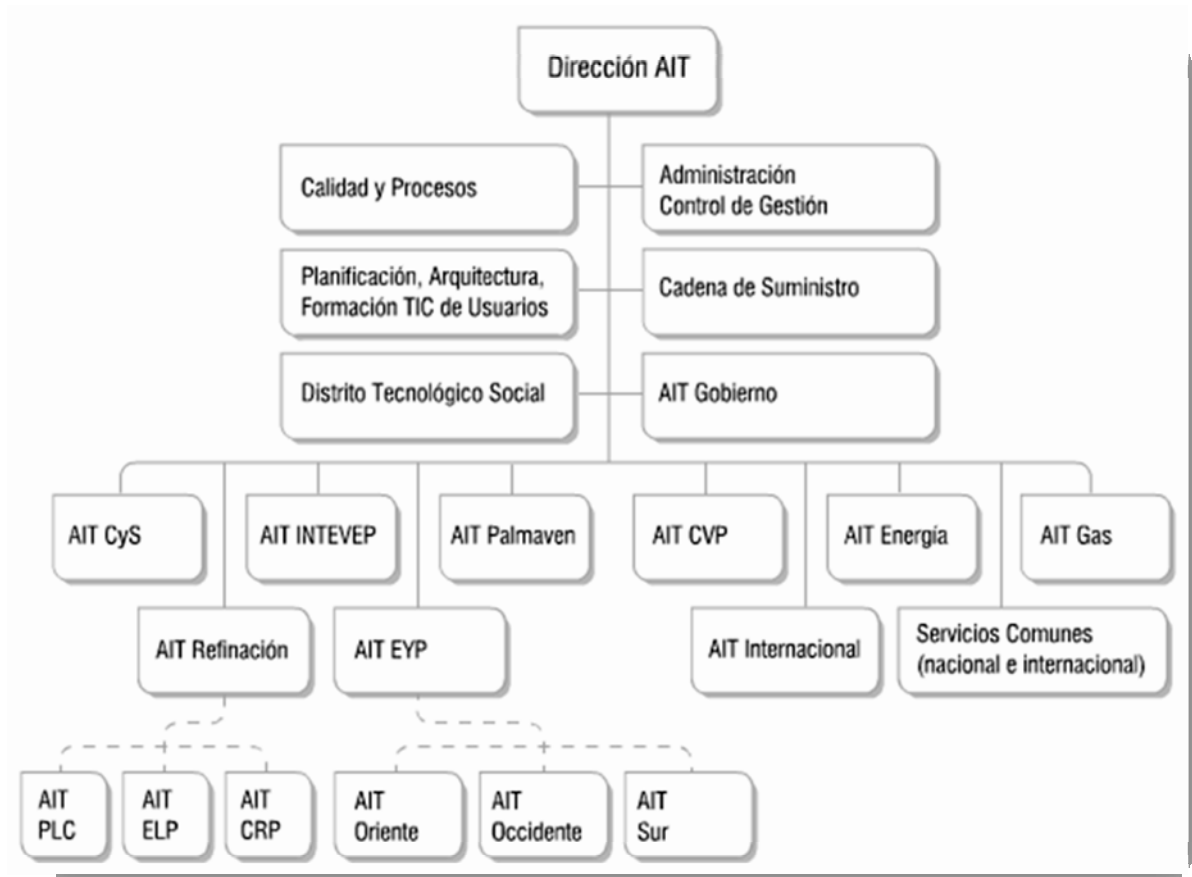 Dirección AIT
Calidad y Procesos
Administración
Control de Gestión
Planificación, Arquitectura,
Formación TIC de Usuarios
Cadena de Suministro
Distrito Tecnológico Social
AIT Gobierno
AIT CyS
AIT INTEVEP
AIT Palmaven
AIT CVP
AIT Energía
AIT Gas
AIT Refinación
AIT EYP
AIT Internacional
Servicios Comunes
(nacional e internacional)
AIT
PLC
AIT
ELP
AIT
CRP
AIT
Oriente
AIT
Occidente
AIT
Sur